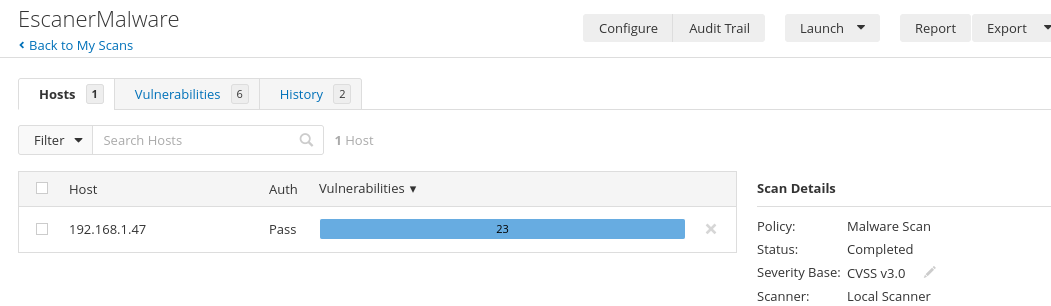 EscanerMalware
Back to My Scans
Configure Audit Trail Launch Report Export
Hosts 1 Vulnerabilities 6 History 2
Filter Search Hosts 1 Host
Host Auth Vulnerabilities
192.168.1.47 Pass 23
Scan Details
Policy: Malware Scan
Status: Completed
Severity Base: CVSS v3.0
Scanner: Local Scanner